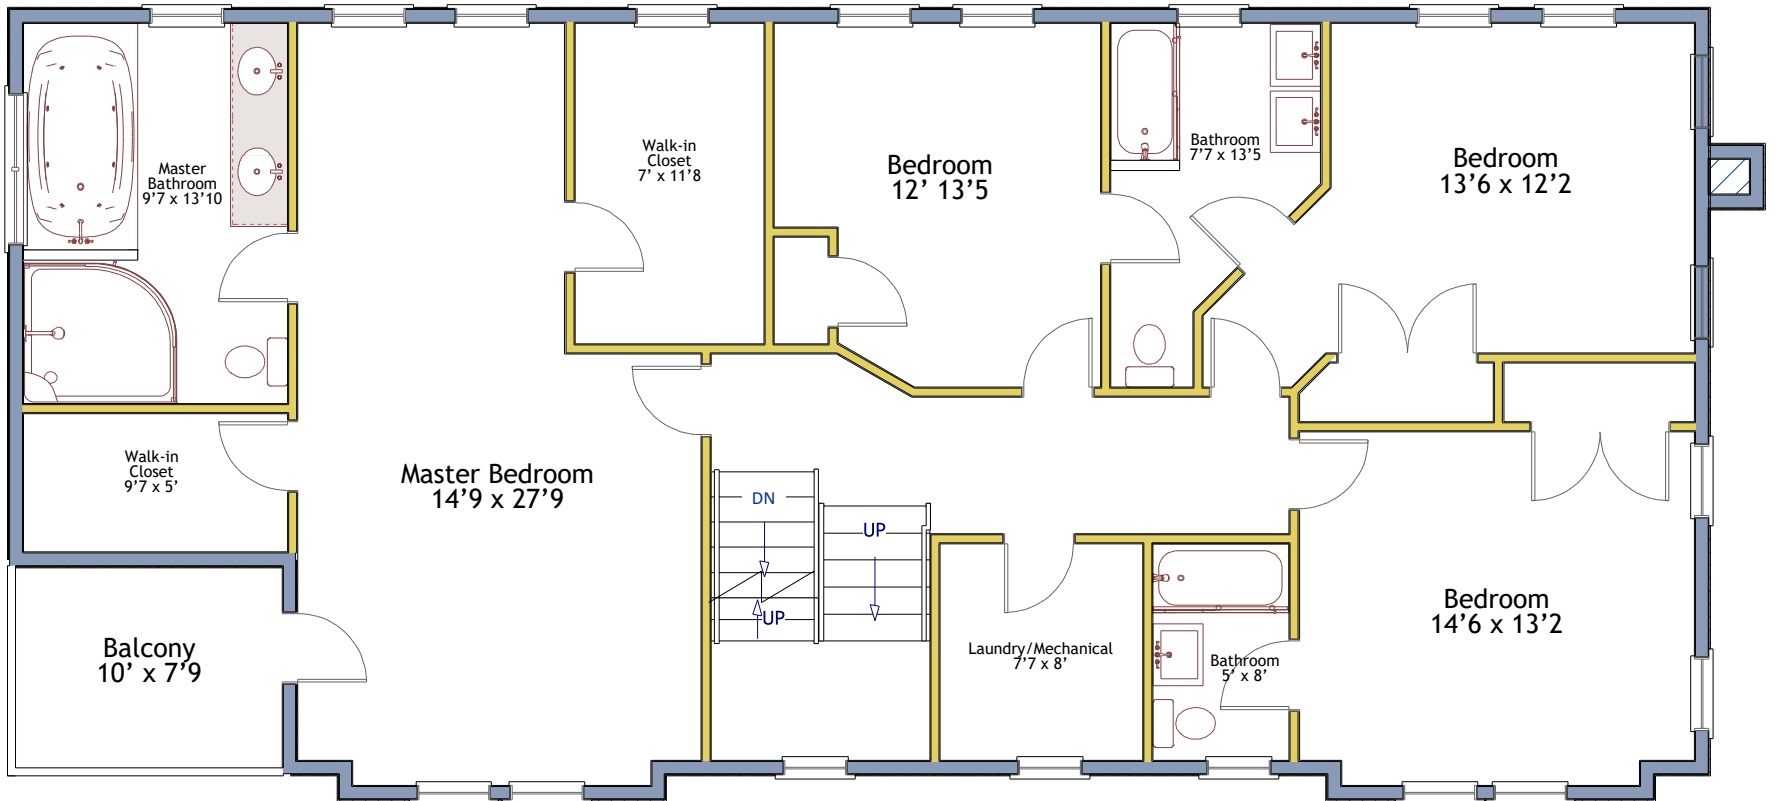 Master
Bathroom
9'7 x 13'10
Walk-in
Closet
7' x 11'8
Bedroom
12' 13'5
Bathroom
7'7 x 13'5
Bedroom
13'6 x 12'2
Walk-in
Closet
9'7 x 5'
Master Bedroom
14'9 x 27'9
DN
UP
UP
Balcony
10' x 7'9
Laundry/Mechanical
7'7 x 8'
Bathroom
5' x 8'
Bedroom
14'6 x 13'2